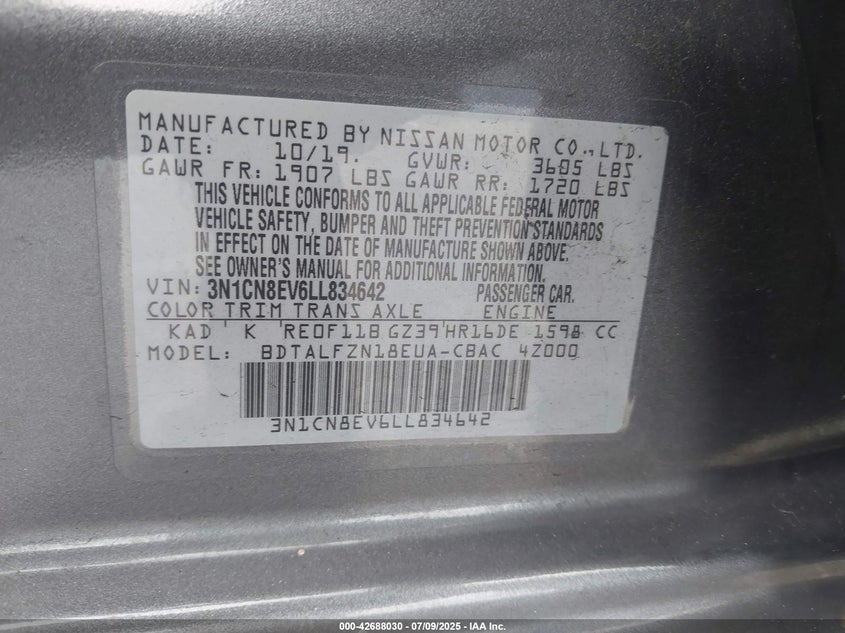 MANUFACTURED BY NISSAN MOTOR CO., LTD.
DATE: 10/19. GVWR: 3605 LBS
GAWR FR: 1907 LBS GAWR RR: 1720 LBS
THIS VEHICLE CONFORMS TO ALL APPLICABLE FEDERAL MOTOR
VEHICLE SAFETY, BUMPER AND THEFT PREVENTION STANDARDS
IN EFFECT ON THE DATE OF MANUFACTURE SHOWN ABOVE.
SEE OWNER'S MANUAL FOR ADDITIONAL INFORMATION.
VIN: 3N1CN8EV6LL834642 PASSENGER CAR.
COLOR TRIM TRANS AXLE ENGINE
KAD K RE0F11B GZ39 HR16DE 1598 CC
MODEL: BDTALFZN18EUA-CBAC 4Z000
3N1CN8EV6LL834642
000-42688030 - 07/09/2025 - IAA Inc.